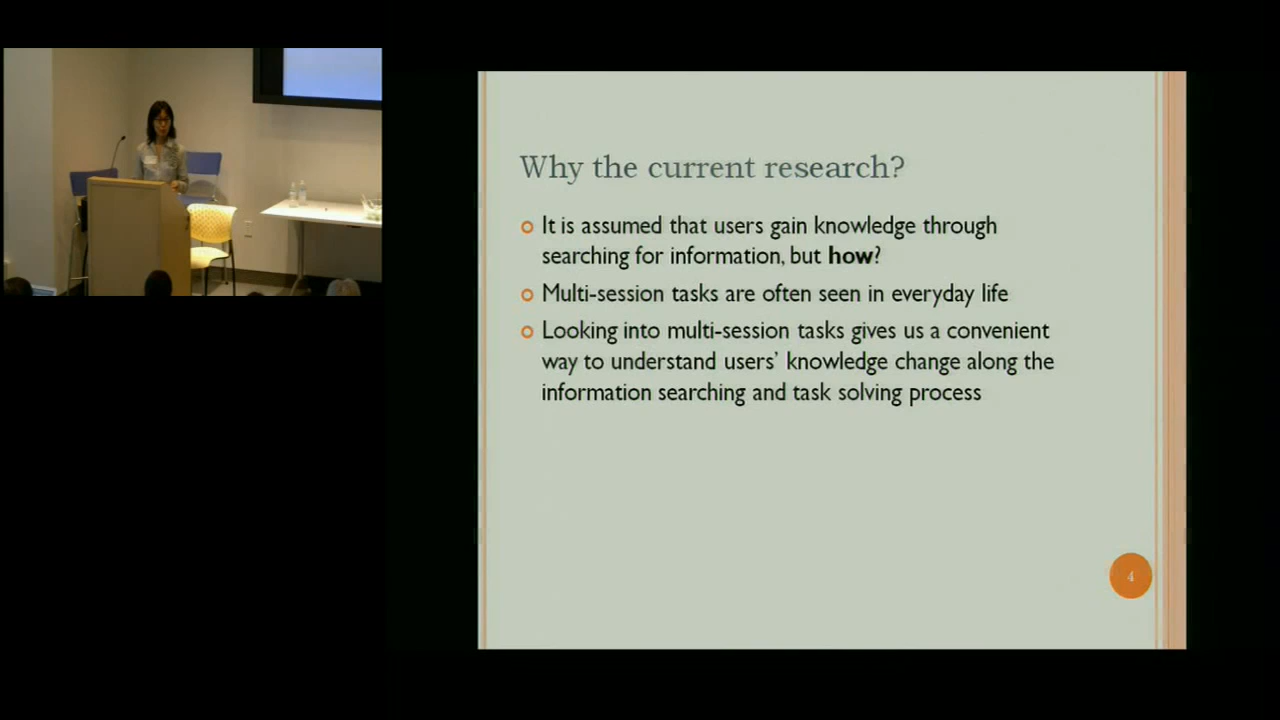 Why the current research?
It is assumed that users gain knowledge through
searching for information, but how?
Multi-session tasks are often seen in everyday life
Looking into multi-session tasks gives us a convenient
way to understand users' knowledge change along the
information searching and task solving process
4